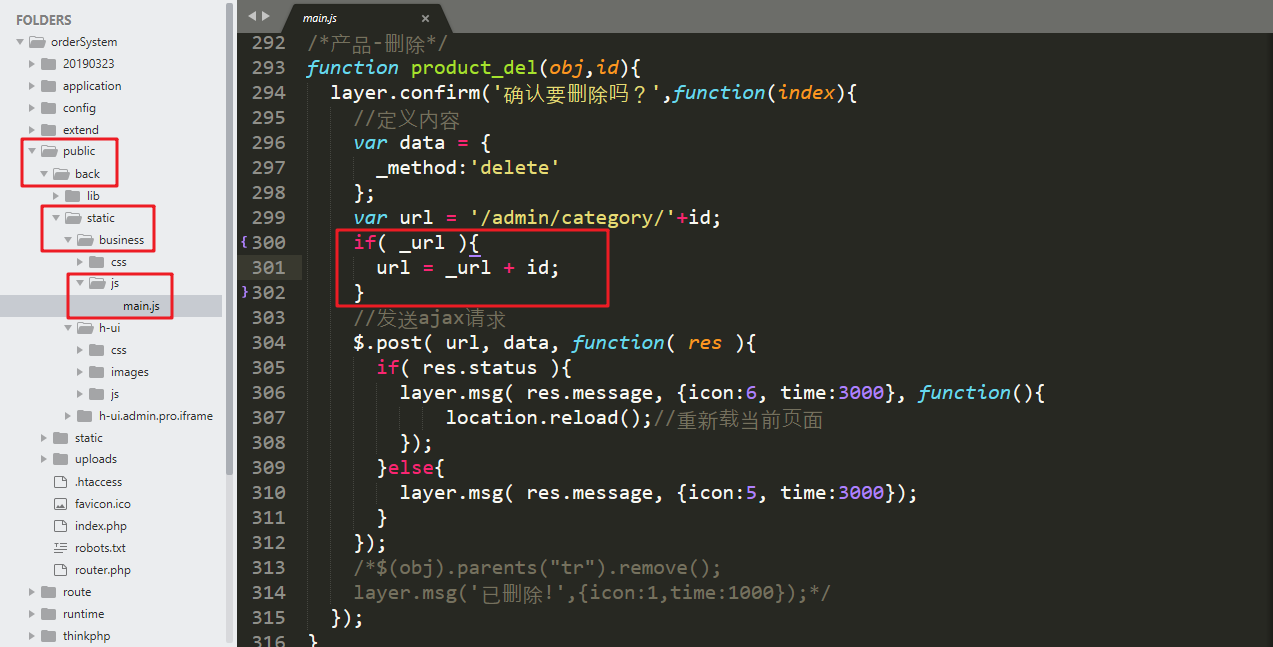 FOLDERS
orderSystem
20190323
application
config
extend
public
back
lib
static
business
css
js
main.js
h-ui
css
images
js
h-ui.admin.pro.iframe
static
uploads
.htaccess
favicon.ico
index.php
robots.txt
router.php
route
runtime
thinkphp
main.js ×
292 /*产品-删除*/
293 function product_del(obj,id){
294 layer.confirm('确认要删除吗？',function(index){
295 //定义内容
296 var data = {
297 _method:'delete'
298 };
299 var url = '/admin/category/'+id;
{ 300 if( _url ){
301 url = _url + id;
} 302 }
303 //发送ajax请求
304 $.post( url, data, function( res ){
305 if( res.status ){
306 layer.msg( res.message, {icon:6, time:3000}, function(){
307 location.reload();//重新载当前页面
308 });
309 }else{
310 layer.msg( res.message, {icon:5, time:3000});
311 }
312 });
313 /*$(obj).parents("tr").remove();
314 layer.msg('已删除!',{icon:1,time:1000});*/
315 });
316 }